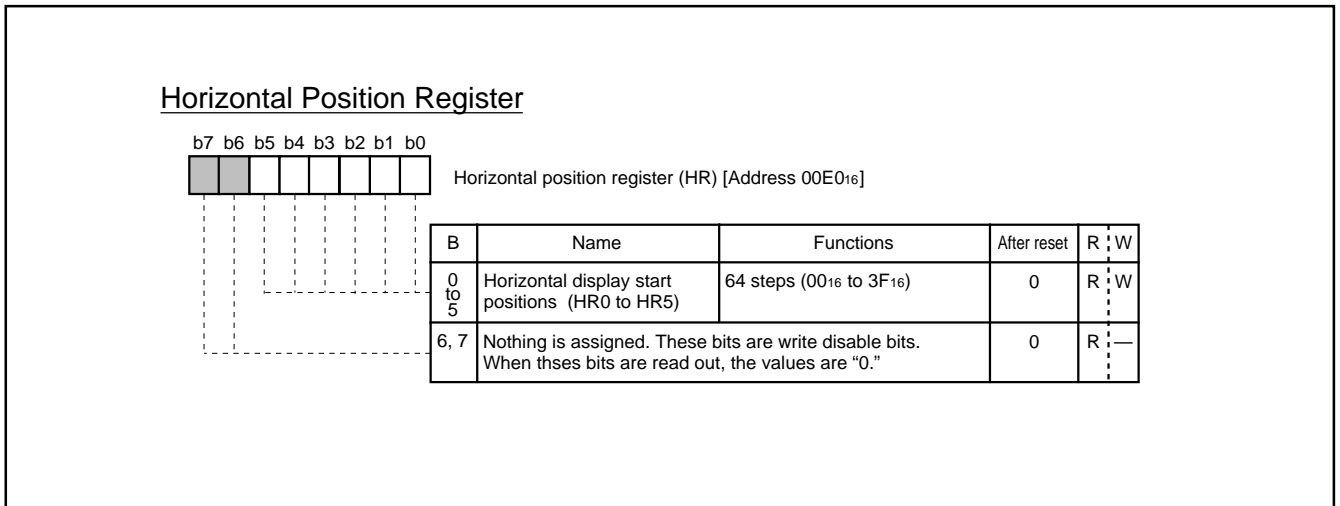 Horizontal Position Register
b7 b6 b5 b4 b3 b2 b1 b0
Horizontal position register (HR) [Address 00E016]
B Name Functions After reset R W
0 to 5 Horizontal display start positions (HR0 to HR5) 64 steps (0016 to 3F16) 0 R W
6, 7 Nothing is assigned. These bits are write disable bits. 0 R —
When thses bits are read out, the values are “0.”